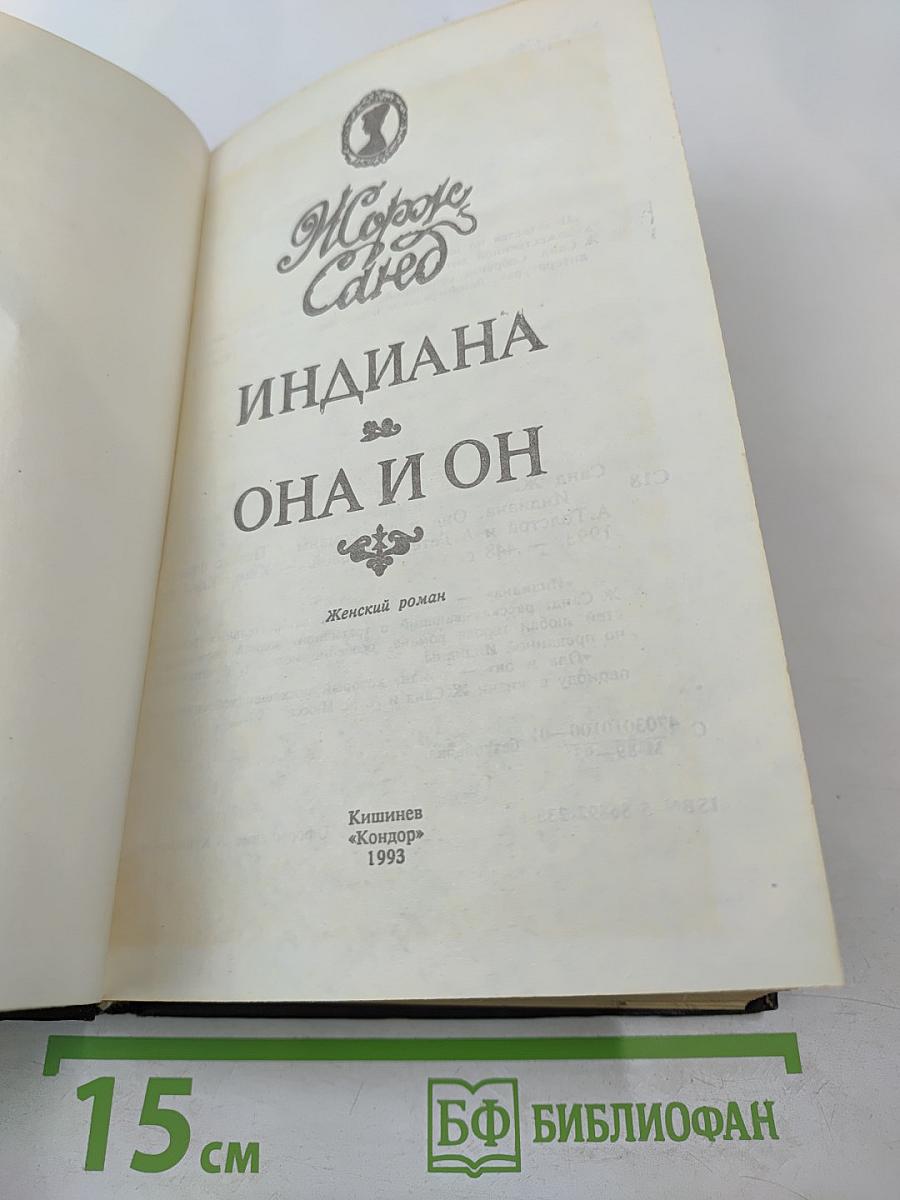 Жорж
Санд
ИНДИАНА
ОНА И ОН
Женский роман
Кишинев
«Кондор»
1993
15 см
БФ БИБЛИОФАН